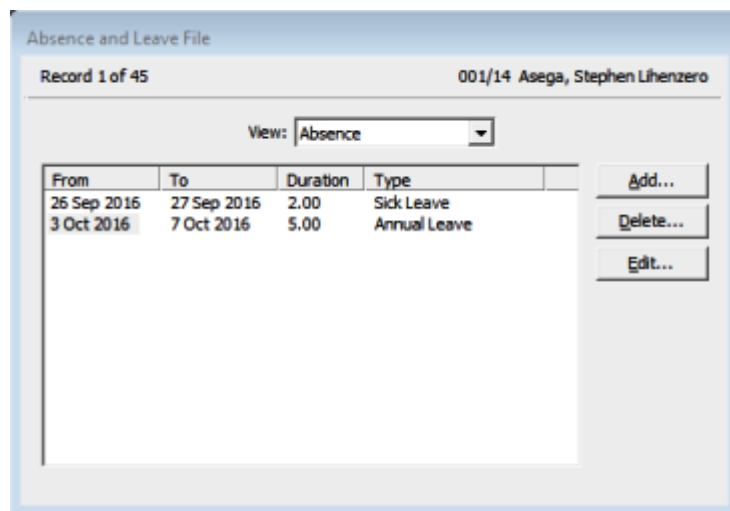 Absence and Leave File
Record 1 of 45 001/14 Asega, Stephen Lihenzero
View: Absence
From To Duration Type Add...
26 Sep 2016 27 Sep 2016 2.00 Sick Leave
3 Oct 2016 7 Oct 2016 5.00 Annual Leave Delete...
Edit...